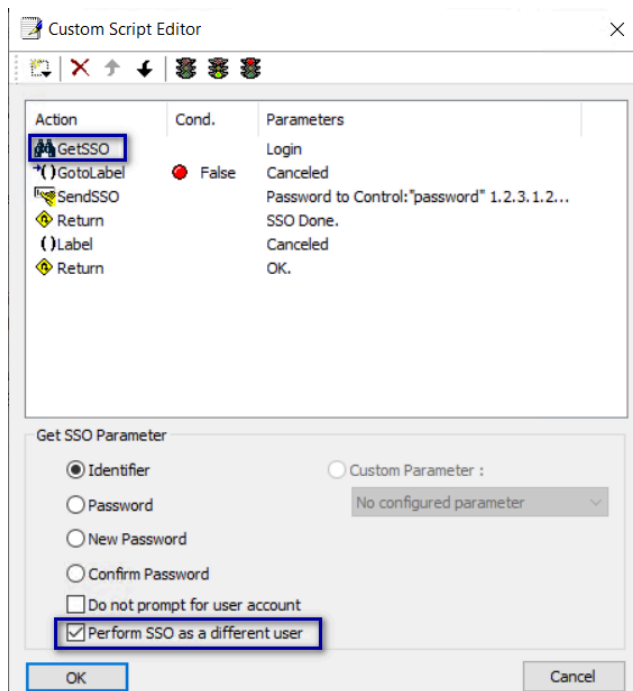 Custom Script Editor
Action Cond. Parameters
GetSSO Login
GotoLabel False Canceled
SendSSO Password to Control:"password" 1.2.3.1.2...
Return SSO Done.
()Label Canceled
Return OK.
Get SSO Parameter
Identifier Custom Parameter :
Password No configured parameter
New Password
Confirm Password
Do not prompt for user account
Perform SSO as a different user
OK Cancel